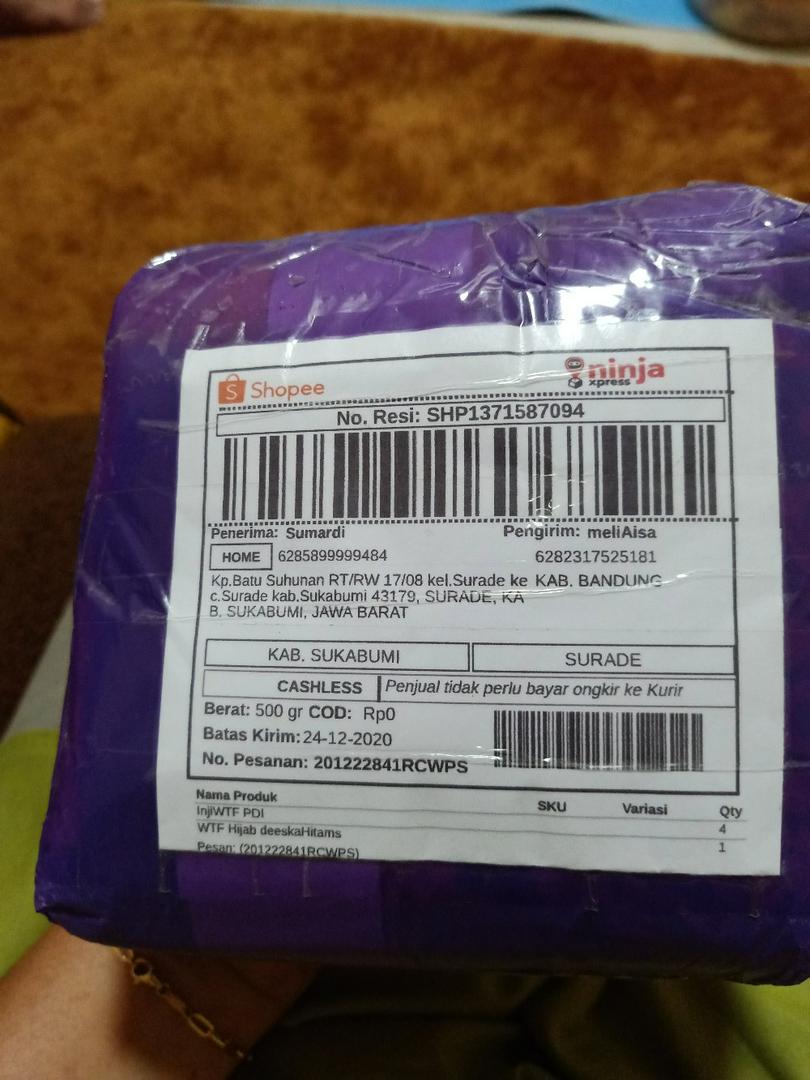 Shopee
ninja
xpress
No. Resi: SHP1371587094
Penerima: Sumardi
Pengirim: meliAisa
HOME 6285899999484
6282317525181
Kp.Batu Suhunan RT/RW 17/08 kel.Surade ke
c.Surade kab.Sukabumi 43179, SURADE, KA
B. SUKABUMI, JAWA BARAT
KAB. BANDUNG
KAB. SUKABUMI
SURADE
CASHLESS Penjual tidak perlu bayar ongkir ke Kurir
Berat: 500 gr COD: Rp0
Batas Kirim: 24-12-2020
No. Pesanan: 201222841RCWPS
Nama Produk SKU Variasi Qty
InjiWTF PDI 4
WTF Hijab deeskaHitams 1
Pesan: (201222841RCWPS)